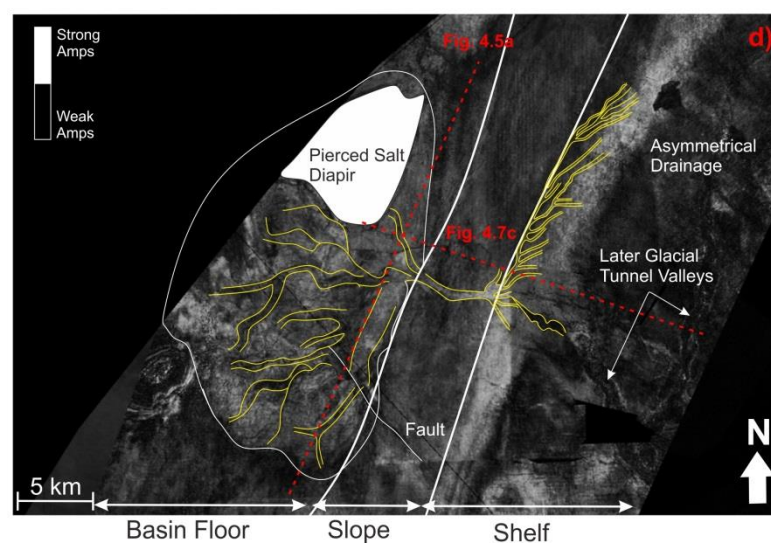 Strong
Amps
Weak
Amps
d)
Fig. 4.5a
Pierced Salt
Diapir
Asymmetrical
Drainage
Fig. 4.7c
Later Glacial
Tunnel Valleys
Fault
N
5 km
Basin Floor
Slope
Shelf